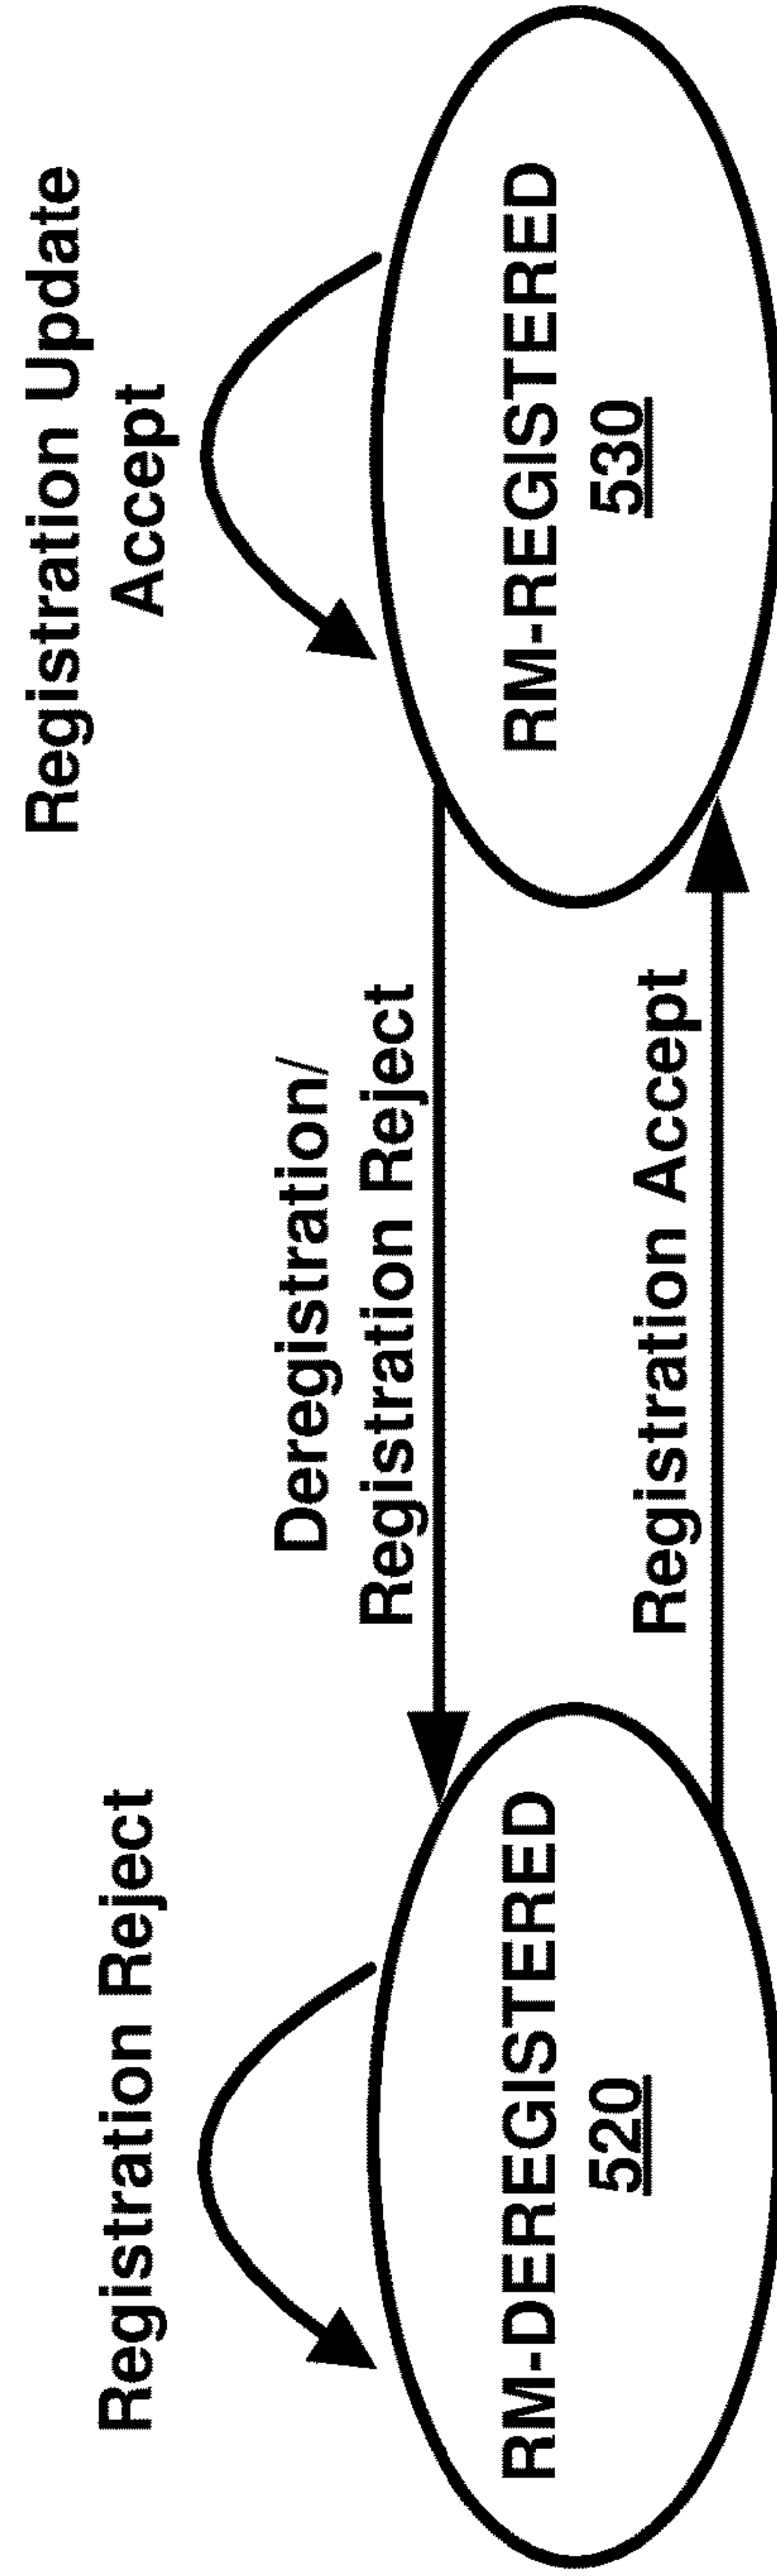 Registration Reject
Registration Update
Accept
Deregistration/
Registration Reject
RM-DEREGISTERED
520
RM-REGISTERED
530
Registration Accept